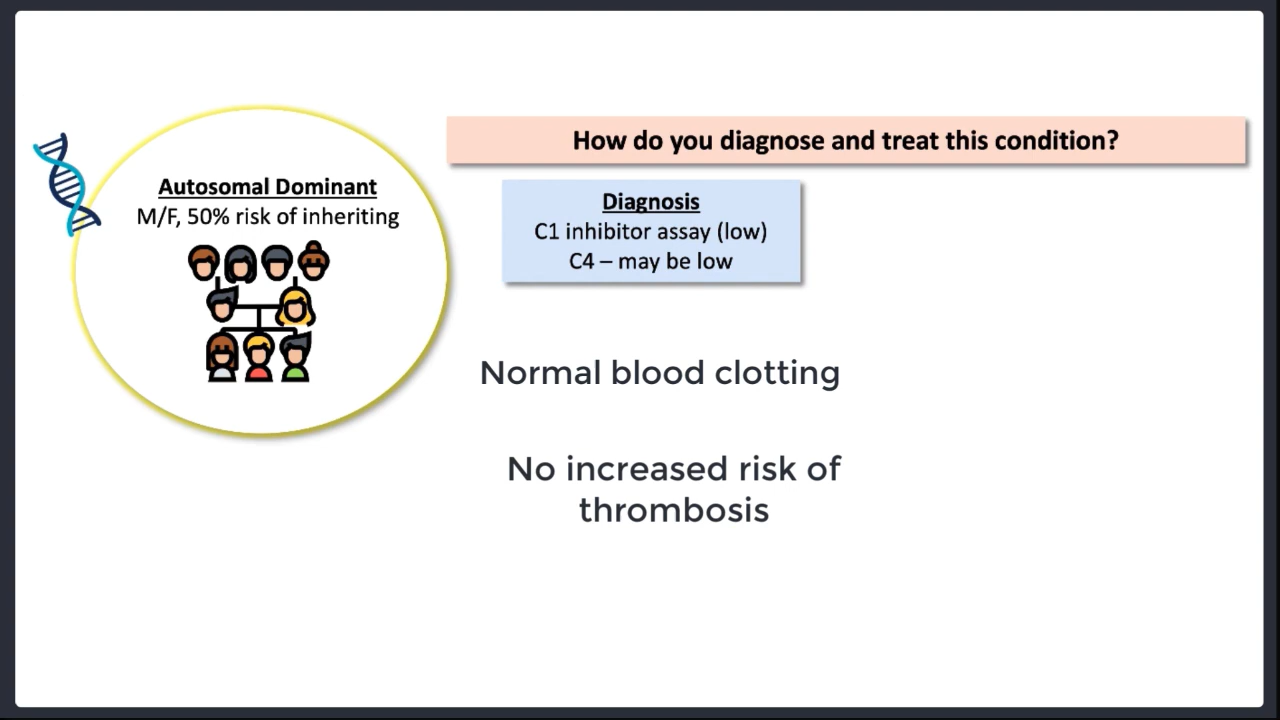 Autosomal Dominant
M/F, 50% risk of inheriting
How do you diagnose and treat this condition?
Diagnosis
C1 inhibitor assay (low)
C4 – may be low
Normal blood clotting
No increased risk of
thrombosis